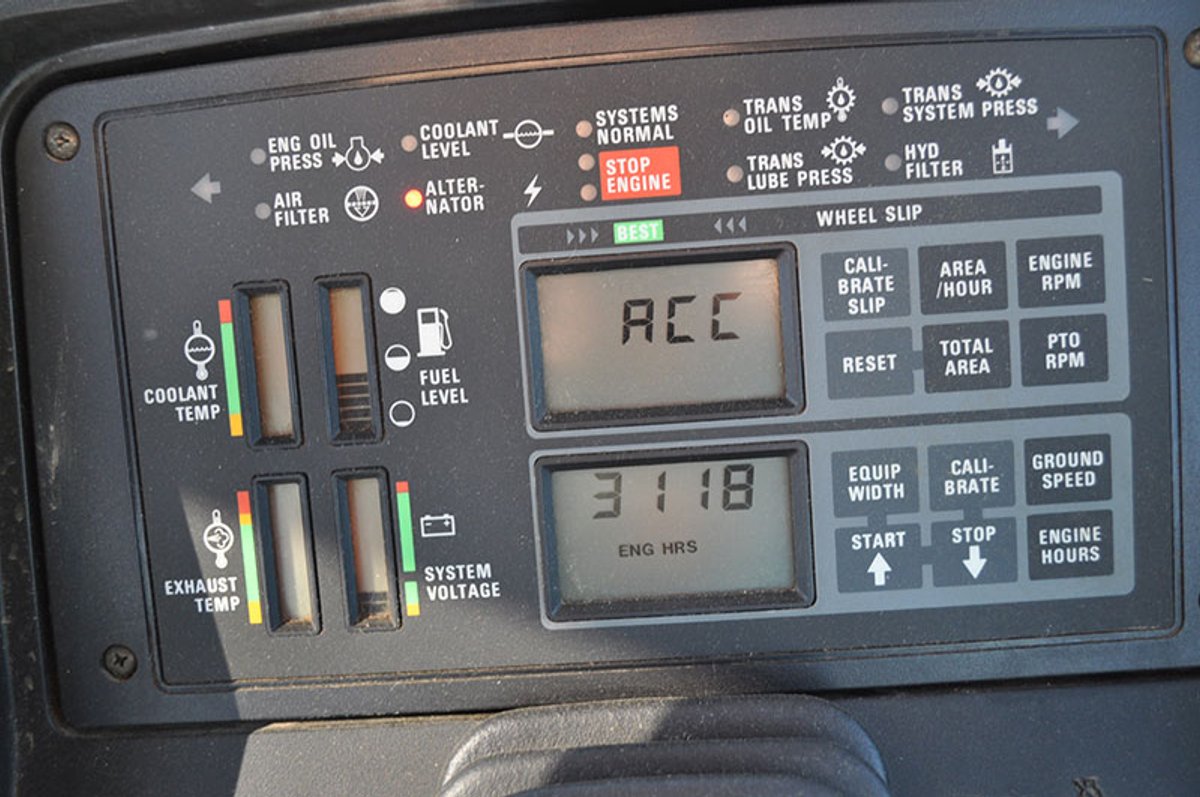 ENG OIL
PRESS
COOLANT
LEVEL
SYSTEMS
NORMAL
TRANS
OIL TEMP
TRANS
SYSTEM PRESS
AIR
FILTER
ALTER-
NATOR
STOP
ENGINE
TRANS
LUBE PRESS
HYD
FILTER
BEST
WHEEL SLIP
ACC
CALI-
BRATE
SLIP
AREA
/HOUR
ENGINE
RPM
RESET
TOTAL
AREA
PTO
RPM
COOLANT
TEMP
FUEL
LEVEL
3118
ENG HRS
EQUIP
WIDTH
CALI-
BRATE
GROUND
SPEED
START
STOP
ENGINE
HOURS
EXHAUST
TEMP
SYSTEM
VOLTAGE